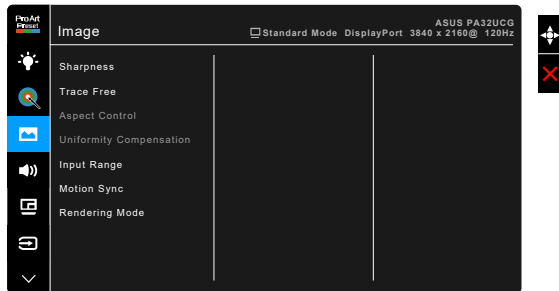 ProArt
Preset
Image
ASUS PA32UCG
Standard Mode DisplayPort 3840 x 2160@ 120Hz
Sharpness
Trace Free
Aspect Control
Uniformity Compensation
Input Range
Motion Sync
Rendering Mode